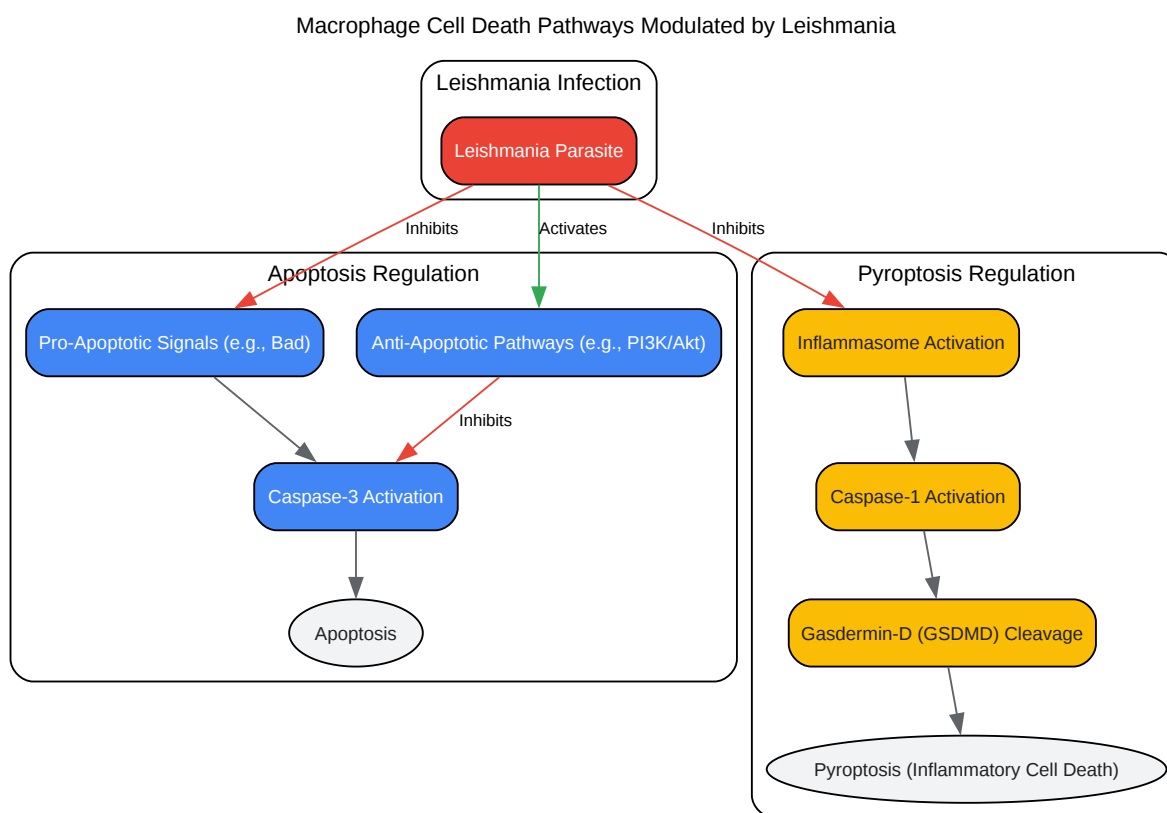 Macrophage Cell Death Pathways Modulated by Leishmania
Leishmania Infection
Leishmania Parasite
Inhibits
Activates
Inhibits
Apoptosis Regulation
Pyroptosis Regulation
Pro-Apoptotic Signals (e.g., Bad)
Anti-Apoptotic Pathways (e.g., PI3K/Akt)
Inflammasome Activation
Inhibits
Caspase-3 Activation
Caspase-1 Activation
Apoptosis
Gasdermin-D (GSDMD) Cleavage
Pyroptosis (Inflammatory Cell Death)